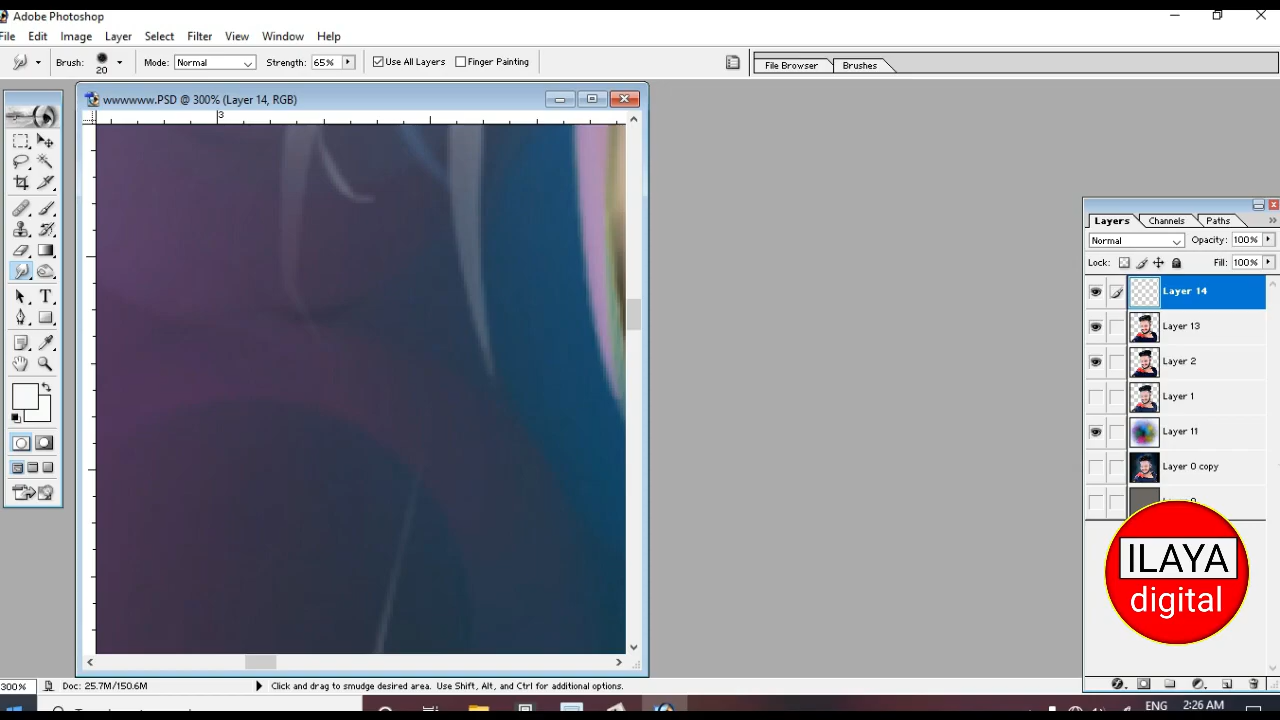 Adobe Photoshop
File Edit Image Layer Select Filter View Window Help
Brush: 20 Mode: Normal Strength: 65% Use All Layers Finger Painting File Browser Brushes
wwwwww.PSD @ 300% (Layer 14, RGB)
3
Layers Channels Paths
Normal Opacity: 100%
Lock: Fill: 100%
Layer 14
Layer 13
Layer 2
Layer 1
Layer 11
Layer 0 copy
ILAYA
digital
300% Doc: 25.7M/150.6M Click and drag to smudge desired area. Use Shift, Alt, and Ctrl for additional options.
ENG 2:26 AM